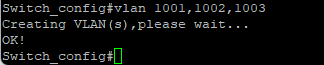 Switch_config#vlan 1001,1002,1003
Creating VLAN(s),please wait...
OK!
Switch_config#